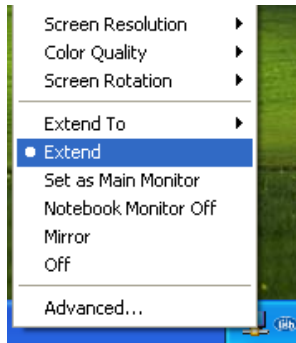 Screen Resolution
Color Quality
Screen Rotation
Extend To
Extend
Set as Main Monitor
Notebook Monitor Off
Mirror
Off
Advanced...